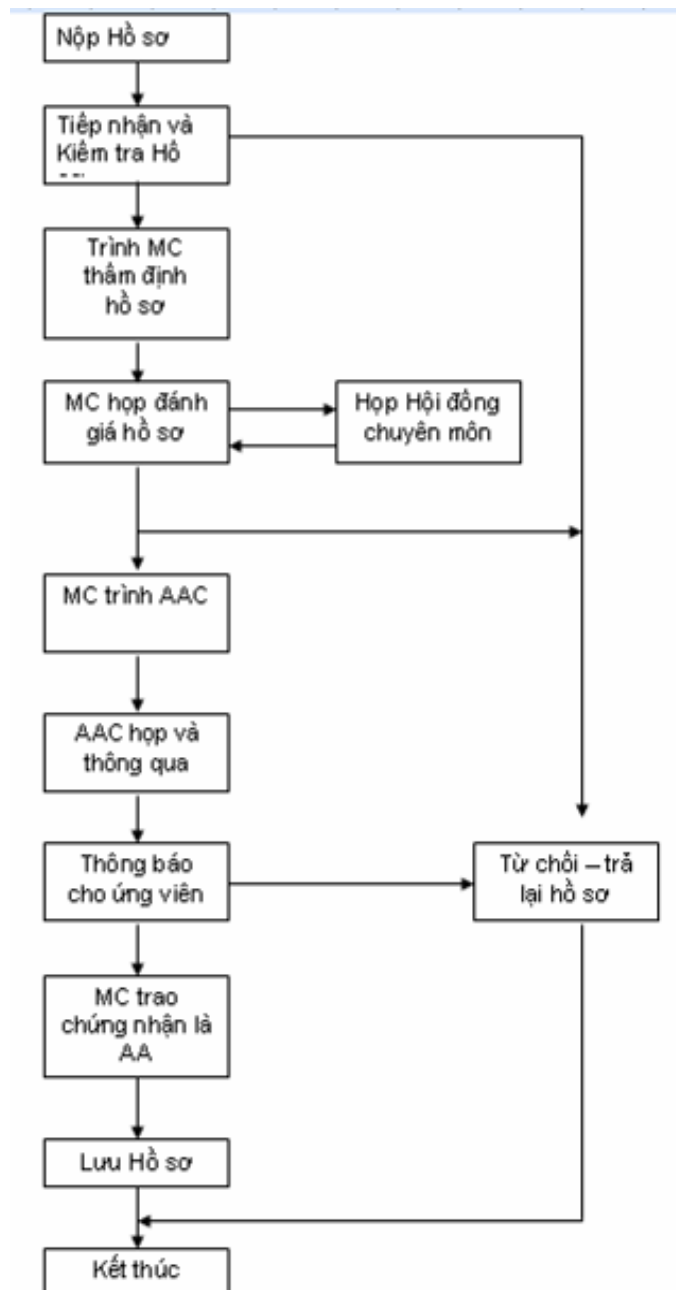 Nộp Hồ sơ
Tiếp nhận và
Kiểm tra Hồ
Trình MC
thẩm định
hồ sơ
MC họp đánh
giá hồ sơ
Họp Hội đồng
chuyên môn
MC trình AAC
AAC họp và
thông qua
Thông báo
cho ứng viên
Từ chối – trả
lại hồ sơ
MC trao
chứng nhận là
AA
Lưu Hồ sơ
Kết thúc